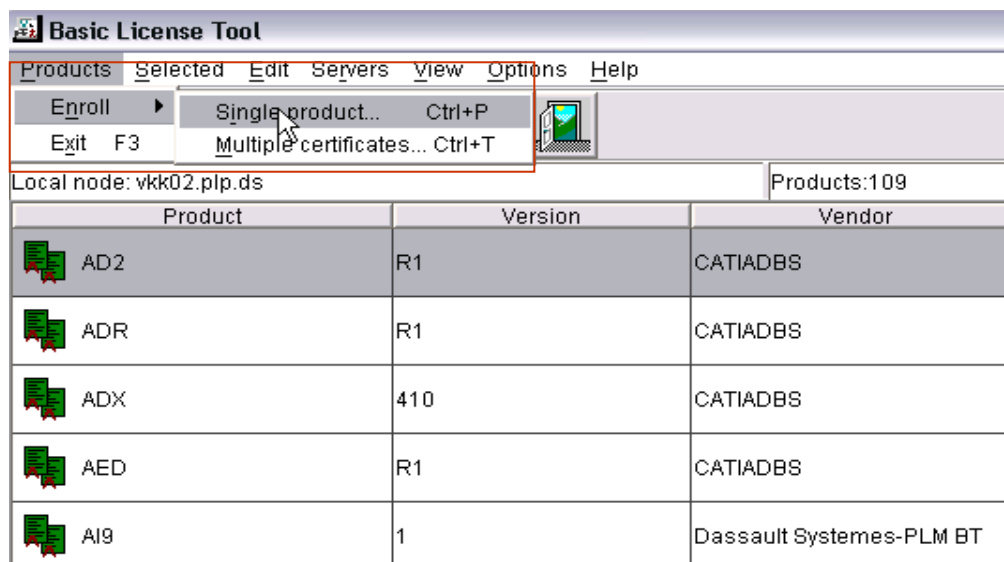 Basic License Tool
Products Selected Edit Servers View Options Help
Enroll Single product... Ctrl+P
Exit F3 Multiple certificates... Ctrl+T
Local node: vkk02.plp.ds Products:109
Product Version Vendor
AD2 R1 CATIADBS
ADR R1 CATIADBS
ADX 410 CATIADBS
AED R1 CATIADBS
AI9 1 Dassault Systemes-PLM BT